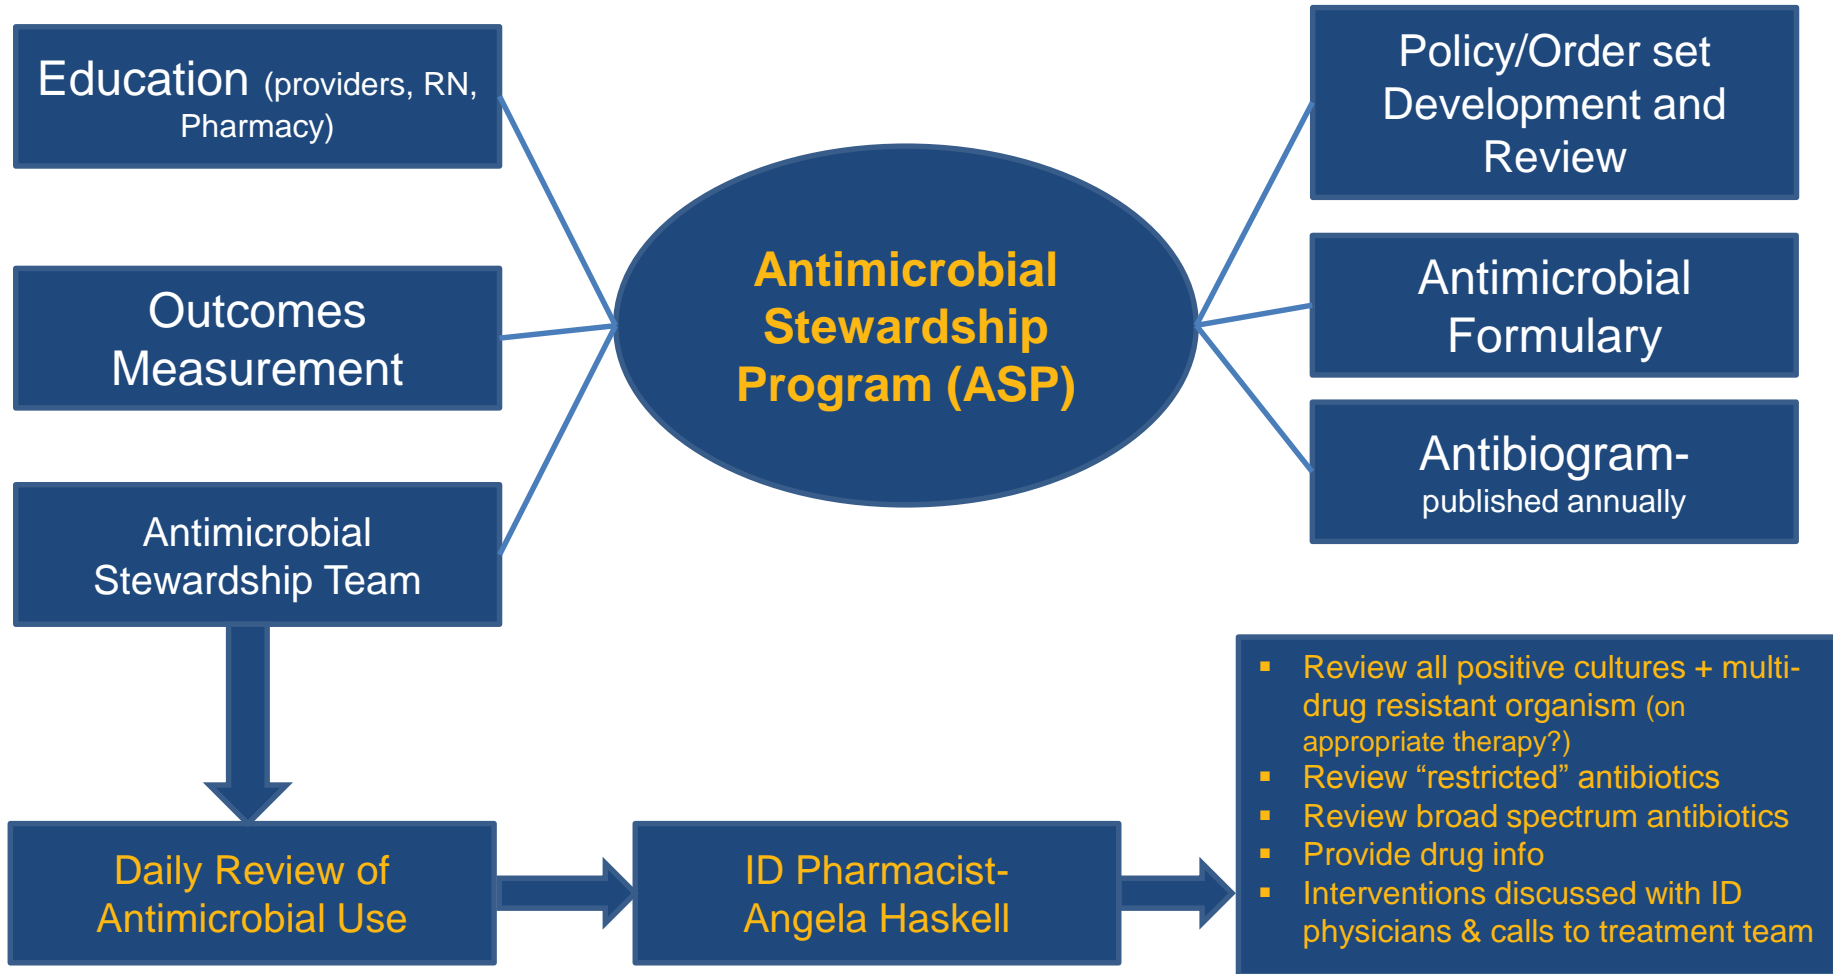 Education (providers, RN,
Pharmacy)
Outcomes
Measurement
Antimicrobial
Stewardship Team
Antimicrobial
Stewardship
Program (ASP)
Policy/Order set
Development and
Review
Antimicrobial
Formulary
Antibiogram-
published annually
Daily Review of
Antimicrobial Use
ID Pharmacist-
Angela Haskell
▪ Review all positive cultures + multi-
drug resistant organism (on
appropriate therapy?)
▪ Review “restricted” antibiotics
▪ Review broad spectrum antibiotics
▪ Provide drug info
▪ Interventions discussed with ID
physicians & calls to treatment team